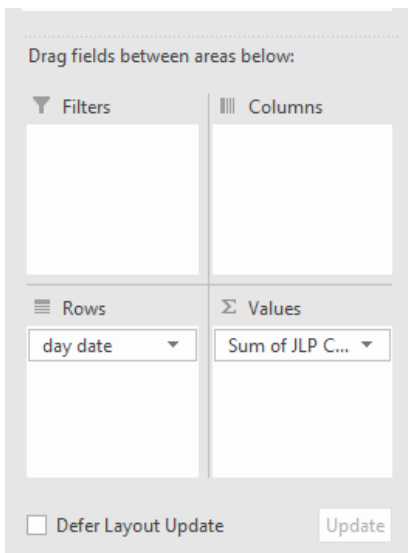 Drag fields between areas below:
Filters
Columns
Rows
Σ Values
day date
Sum of JLP C...
Defer Layout Update
Update